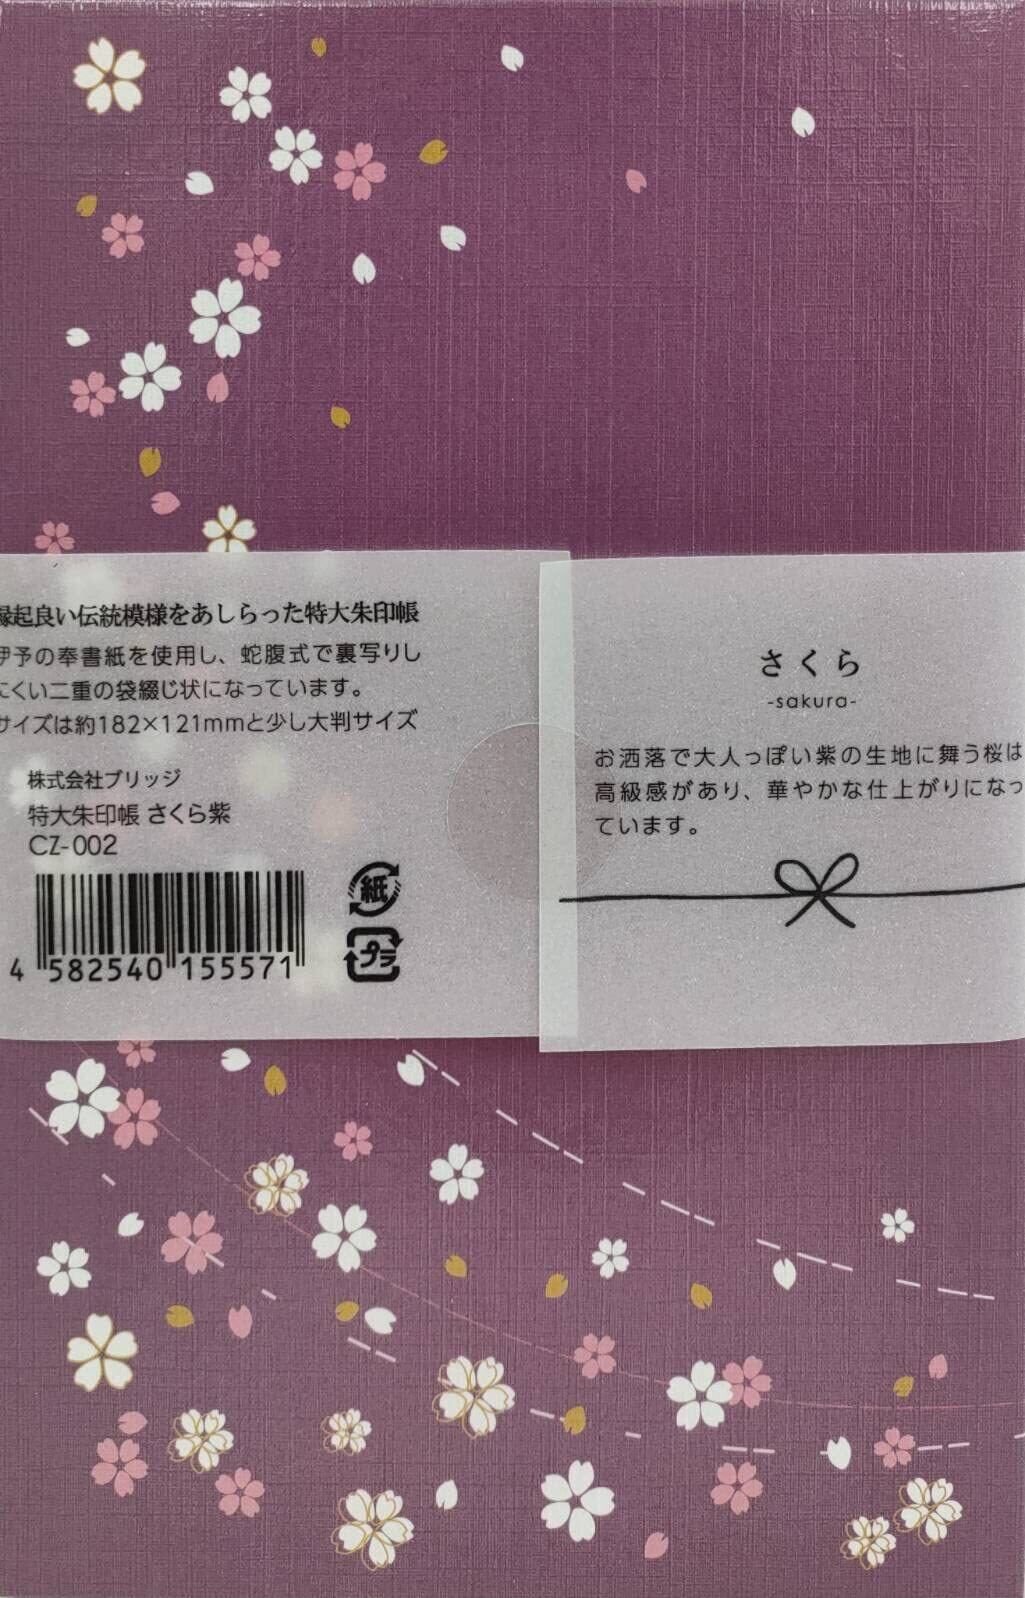 縁起良い伝統模様をあしらった特大朱印帳
伊予の奉書紙を使用し、蛇腹式で裏写りし
にくい二重の袋綴じ状になっています。
サイズは約182×121mmと少し大判サイズ
株式会社ブリッジ
特大朱印帳 さくら紫
CZ-002
4 582540 155571
紙
プラ
さくら
-sakura-
お洒落で大人っぽい紫の生地に舞う桜は
高級感があり、華やかな仕上がりになっ
ています。